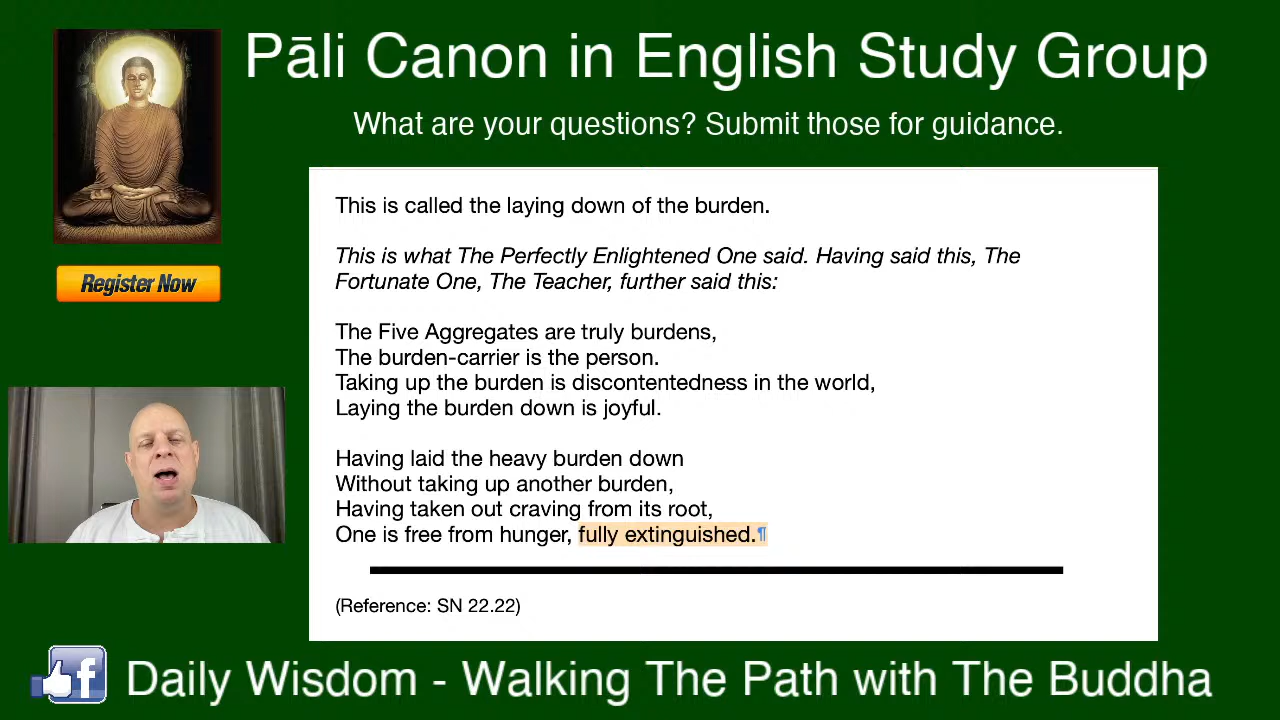 Pāli Canon in English Study Group
What are your questions? Submit those for guidance.
Register Now
This is called the laying down of the burden.
This is what The Perfectly Enlightened One said. Having said this, The
Fortunate One, The Teacher, further said this:
The Five Aggregates are truly burdens,
The burden-carrier is the person.
Taking up the burden is discontentedness in the world,
Laying the burden down is joyful.
Having laid the heavy burden down
Without taking up another burden,
Having taken out craving from its root,
One is free from hunger, fully extinguished.¶
(Reference: SN 22.22)
f
Daily Wisdom - Walking The Path with The Buddha